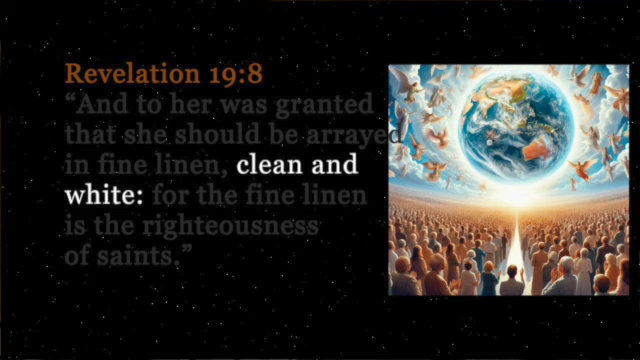 Revelation 19:8
“And to her was granted
that she should be arrayed
in fine linen, clean and
white: for the fine linen
is the righteousness
of saints.”